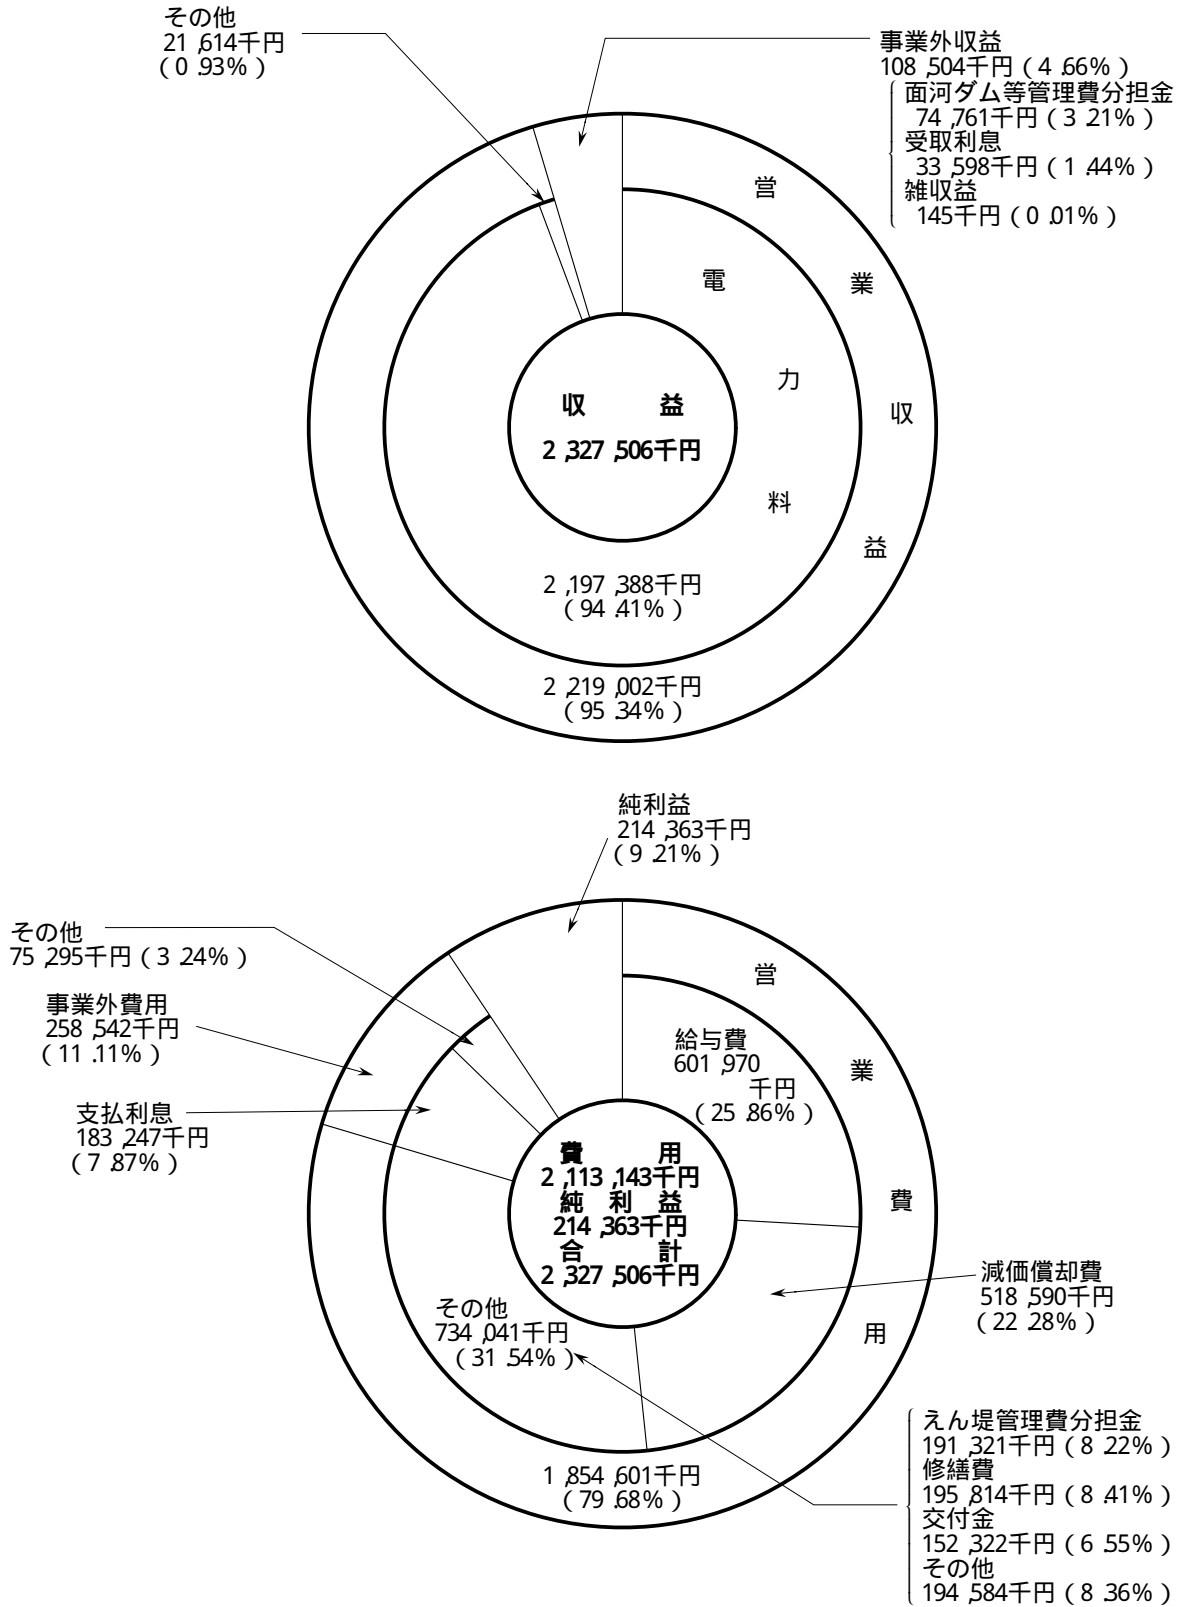 その他
21,614千円
(0.93%)
事業外収益
108,504千円(4.66%)
面河ダム等管理費分担金
74,761千円(3.21%)
受取利息
33,598千円(1.44%)
雑収益
145千円(0.01%)
営業収益
電力料
収益
2,327,506千円
2,197,388千円
(94.41%)
2,219,002千円
(95.34%)
純利益
214,363千円
(9.21%)
その他
75,295千円(3.24%)
事業外費用
258,542千円
(11.11%)
支払利息
183,247千円
(7.87%)
営業費用
給与費
601,970
千円
(25.86%)
費用
2,113,143千円
純利益
214,363千円
合計
2,327,506千円
減価償却費
518,590千円
(22.28%)
その他
734,041千円
(31.54%)
えん堤管理費分担金
191,321千円(8.22%)
修繕費
195,814千円(8.41%)
交付金
152,322千円(6.55%)
その他
194,584千円(8.36%)
1,854,601千円
(79.68%)